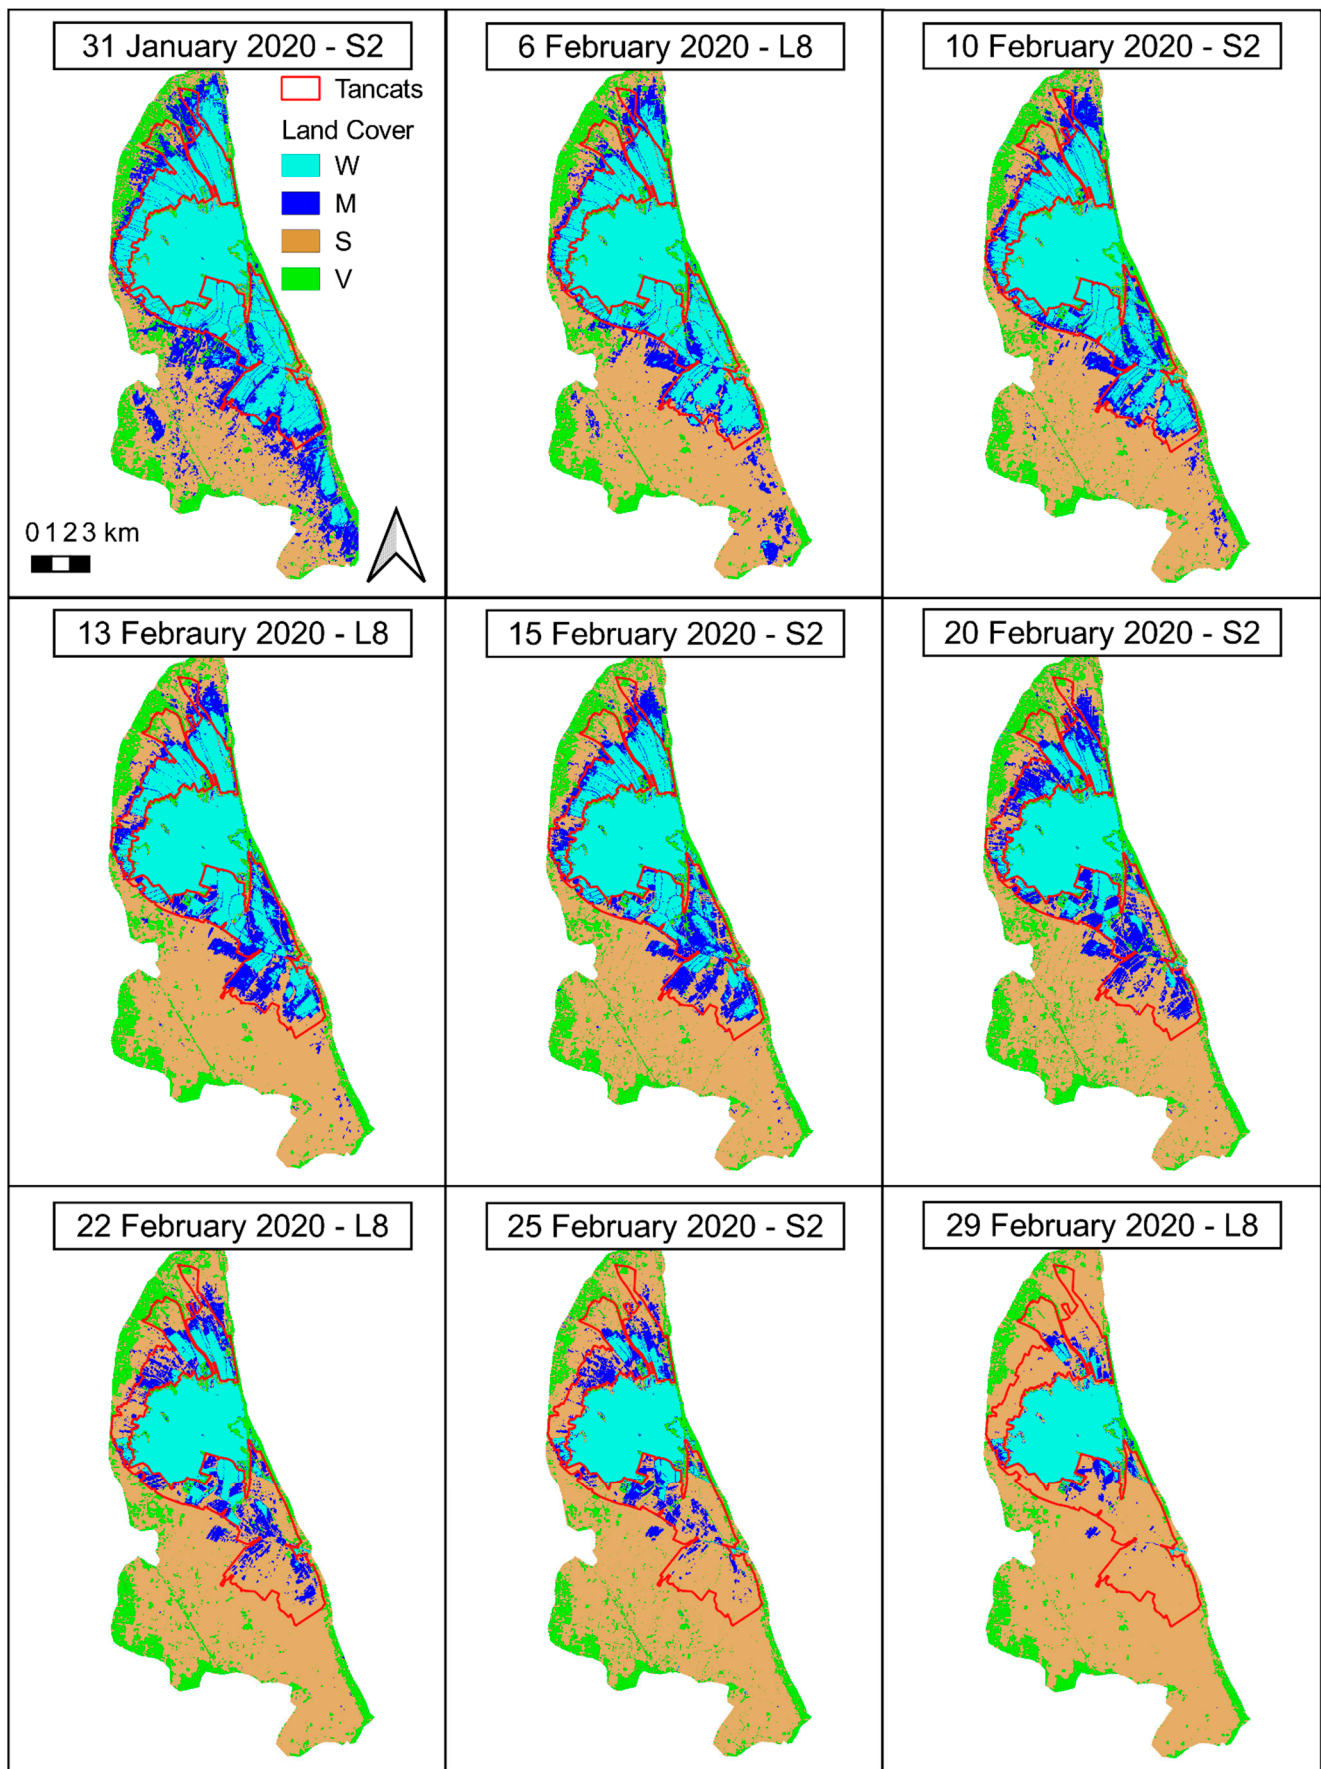 31 January 2020 - S2
6 February 2020 - L8
10 February 2020 - S2
Tancats
Land Cover
W
M
S
V
0 1 2 3 km
13 Febraury 2020 - L8
15 February 2020 - S2
20 February 2020 - S2
22 February 2020 - L8
25 February 2020 - S2
29 February 2020 - L8